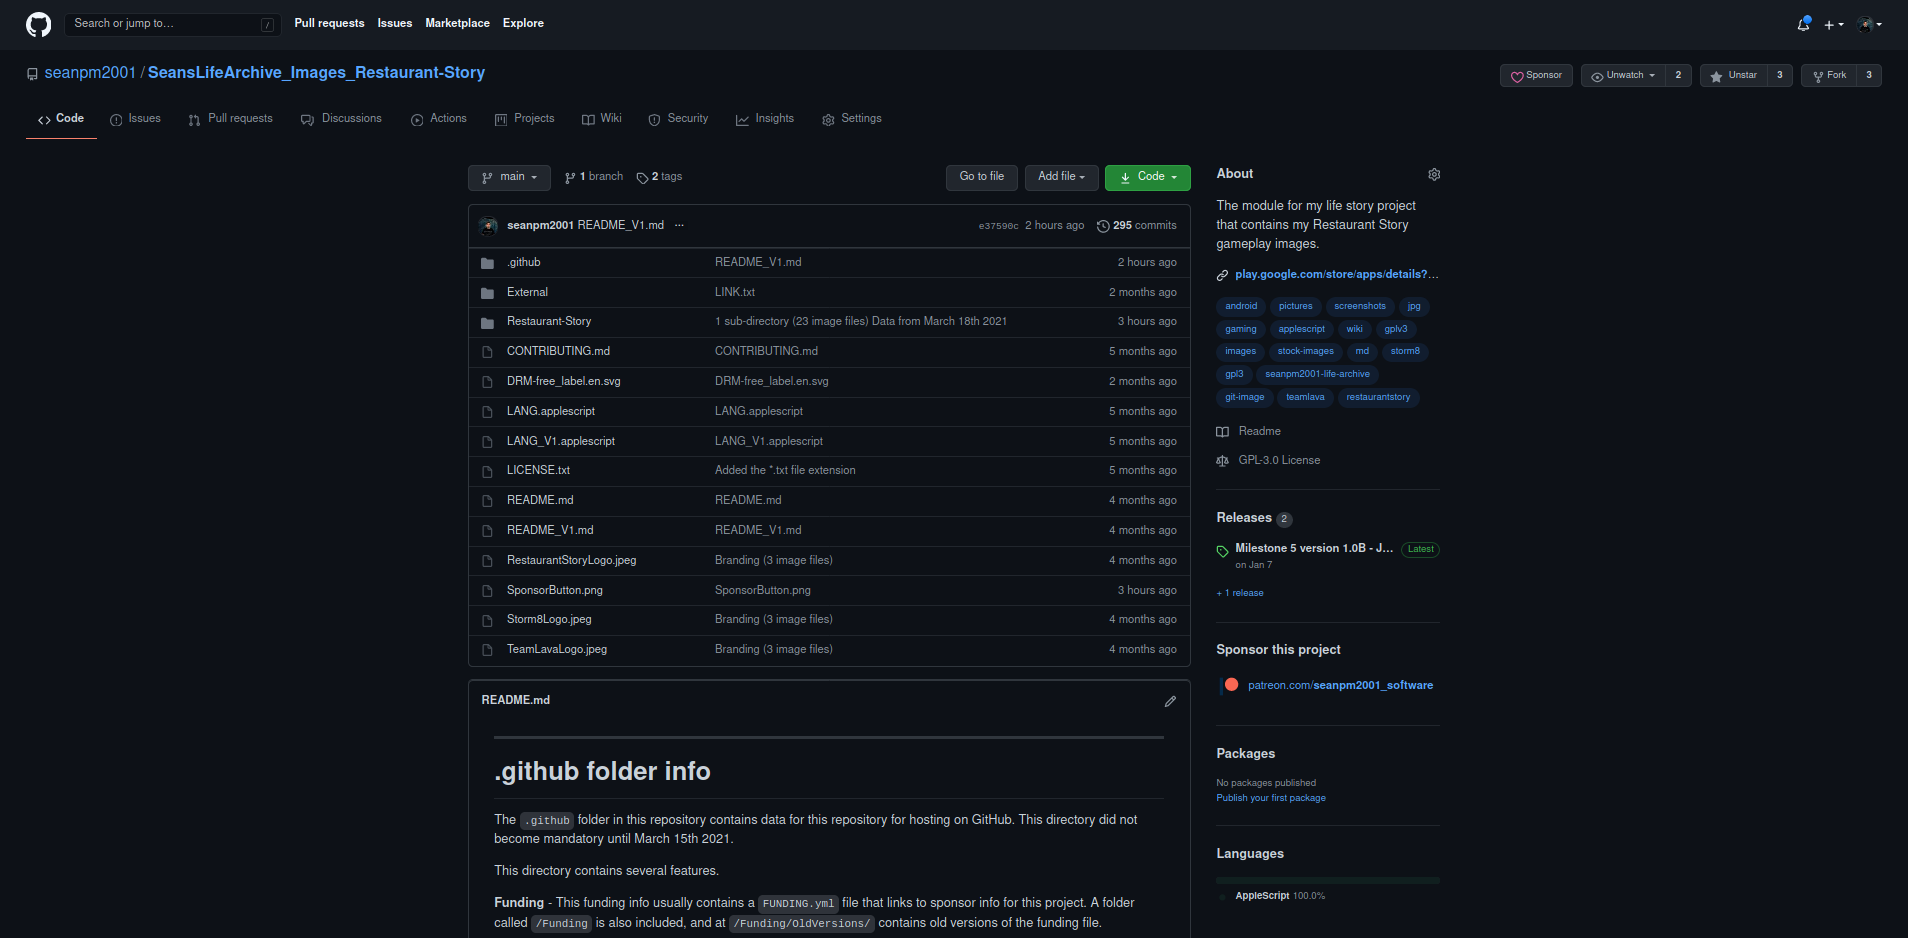 Search or jump to… /
Pull requests Issues Marketplace Explore
seanpm2001 / SeansLifeArchive_Images_Restaurant-Story
Sponsor Unwatch 2 Unstar 3 Fork 3
Code Issues Pull requests Discussions Actions Projects Wiki Security Insights Settings
main 1 branch 2 tags Go to file Add file Code
seanpm2001 README_V1.md ... e37590c 2 hours ago 295 commits
.github README_V1.md 2 hours ago
External LINK.txt 2 months ago
Restaurant-Story 1 sub-directory (23 image files) Data from March 18th 2021 3 hours ago
CONTRIBUTING.md CONTRIBUTING.md 5 months ago
DRM-free_label.en.svg DRM-free_label.en.svg 2 months ago
LANG.applescript LANG.applescript 5 months ago
LANG_V1.applescript LANG_V1.applescript 5 months ago
LICENSE.txt Added the *.txt file extension 5 months ago
README.md README.md 4 months ago
README_V1.md README_V1.md 4 months ago
RestaurantStoryLogo.jpeg Branding (3 image files) 4 months ago
SponsorButton.png SponsorButton.png 3 hours ago
Storm8Logo.jpeg Branding (3 image files) 4 months ago
TeamLavaLogo.jpeg Branding (3 image files) 4 months ago
README.md
.github folder info
The .github folder in this repository contains data for this repository for hosting on GitHub. This directory did not
become mandatory until March 15th 2021.
This directory contains several features.
Funding - This funding info usually contains a FUNDING.yml file that links to sponsor info for this project. A folder
called /Funding is also included, and at /Funding/OldVersions/ contains old versions of the funding file.
About
The module for my life story project
that contains my Restaurant Story
gameplay images.
play.google.com/store/apps/details?…
android pictures screenshots jpg
gaming applescript wiki gplv3
images stock-images md storm8
gpl3 seanpm2001-life-archive
git-image teamlava restaurantstory
Readme
GPL-3.0 License
Releases 2
Milestone 5 version 1.0B - J… Latest
on Jan 7
+ 1 release
Sponsor this project
patreon.com/seanpm2001_software
Packages
No packages published
Publish your first package
Languages
AppleScript 100.0%